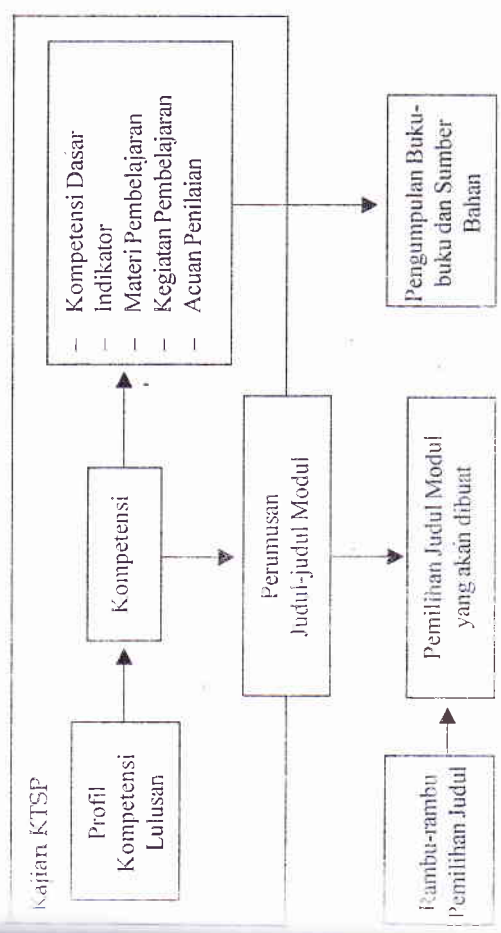 Kajian KTSP
Profil
Kompetensi
Lulusan
Kompetensi
– Kompetensi Dasar
– Indikator
– Materi Pembelajaran
– Kegiatan Pembelajaran
– Acuan Penilaian
Perumusan
Judul-judul Modul
Rambu-rambu
Pemilihan Judul
Pemilihan Judul Modul
yang akan dibuat
Pengumpulan Buku-
buku dan Sumber
Bahan